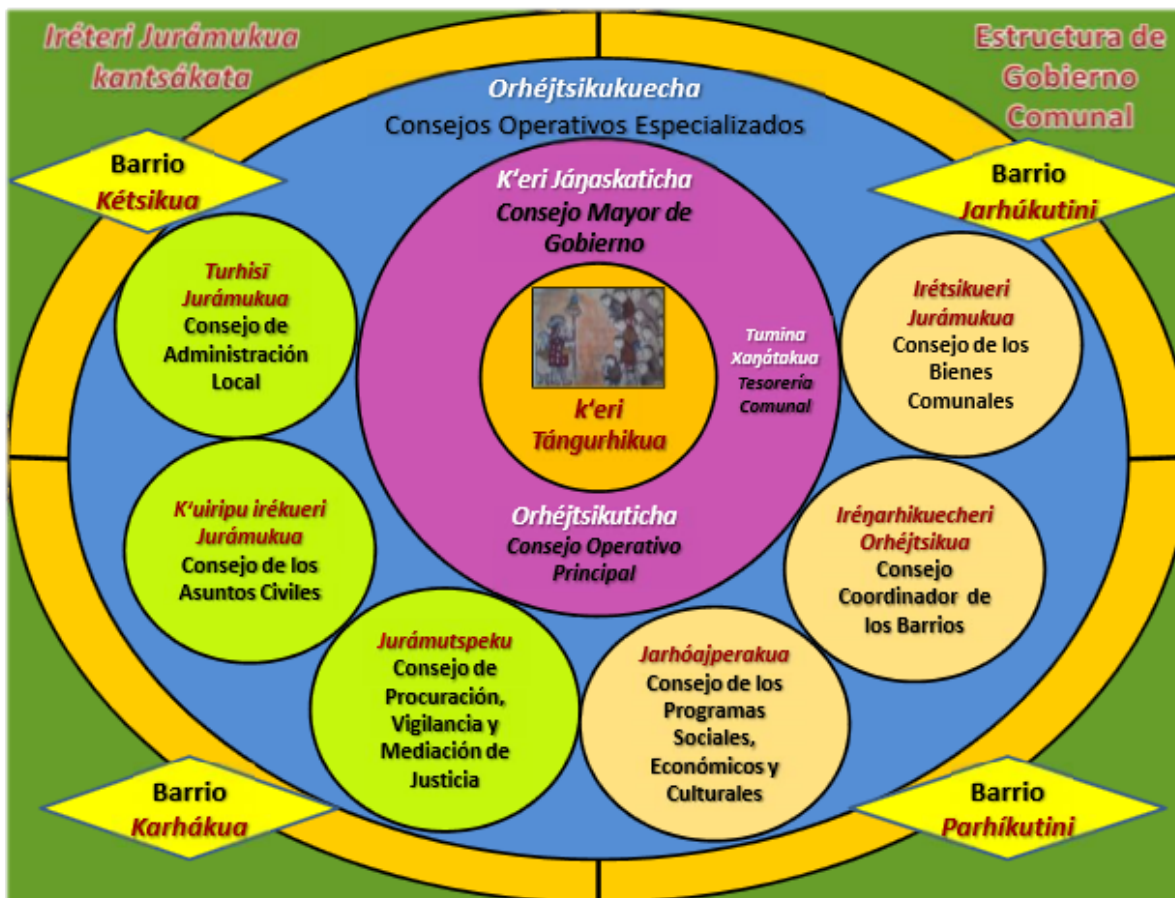 Iréteri Jurámukua
kantsákata
Estructura de
Gobierno
Comunal
Orhéjtsikukuecha
Consejos Operativos Especializados
Barrio
Kétsikua
Barrio
Jarhúkutini
K'eri Jáŋaskaticha
Consejo Mayor de
Gobierno
Turhisï
Jurámukua
Consejo de
Administración
Local
k'eri
Tángurhikua
Tumina
Xaŋátakua
Tesorería
Comunal
Irétsikueri
Jurámukua
Consejo de los
Bienes
Comunales
K'uiripu irékueri
Jurámukua
Consejo de los
Asuntos Civiles
Orhéjtsikuticha
Consejo Operativo
Principal
Iréŋarhikuecheri
Orhéjtsikua
Consejo
Coordinador de
los Barrios
Jurámutspeku
Consejo de
Procuración,
Vigilancia y
Mediación de
Justicia
Jarhóajperakua
Consejo de los
Programas
Sociales,
Económicos y
Culturales
Barrio
Karhákua
Barrio
Parhíkutini